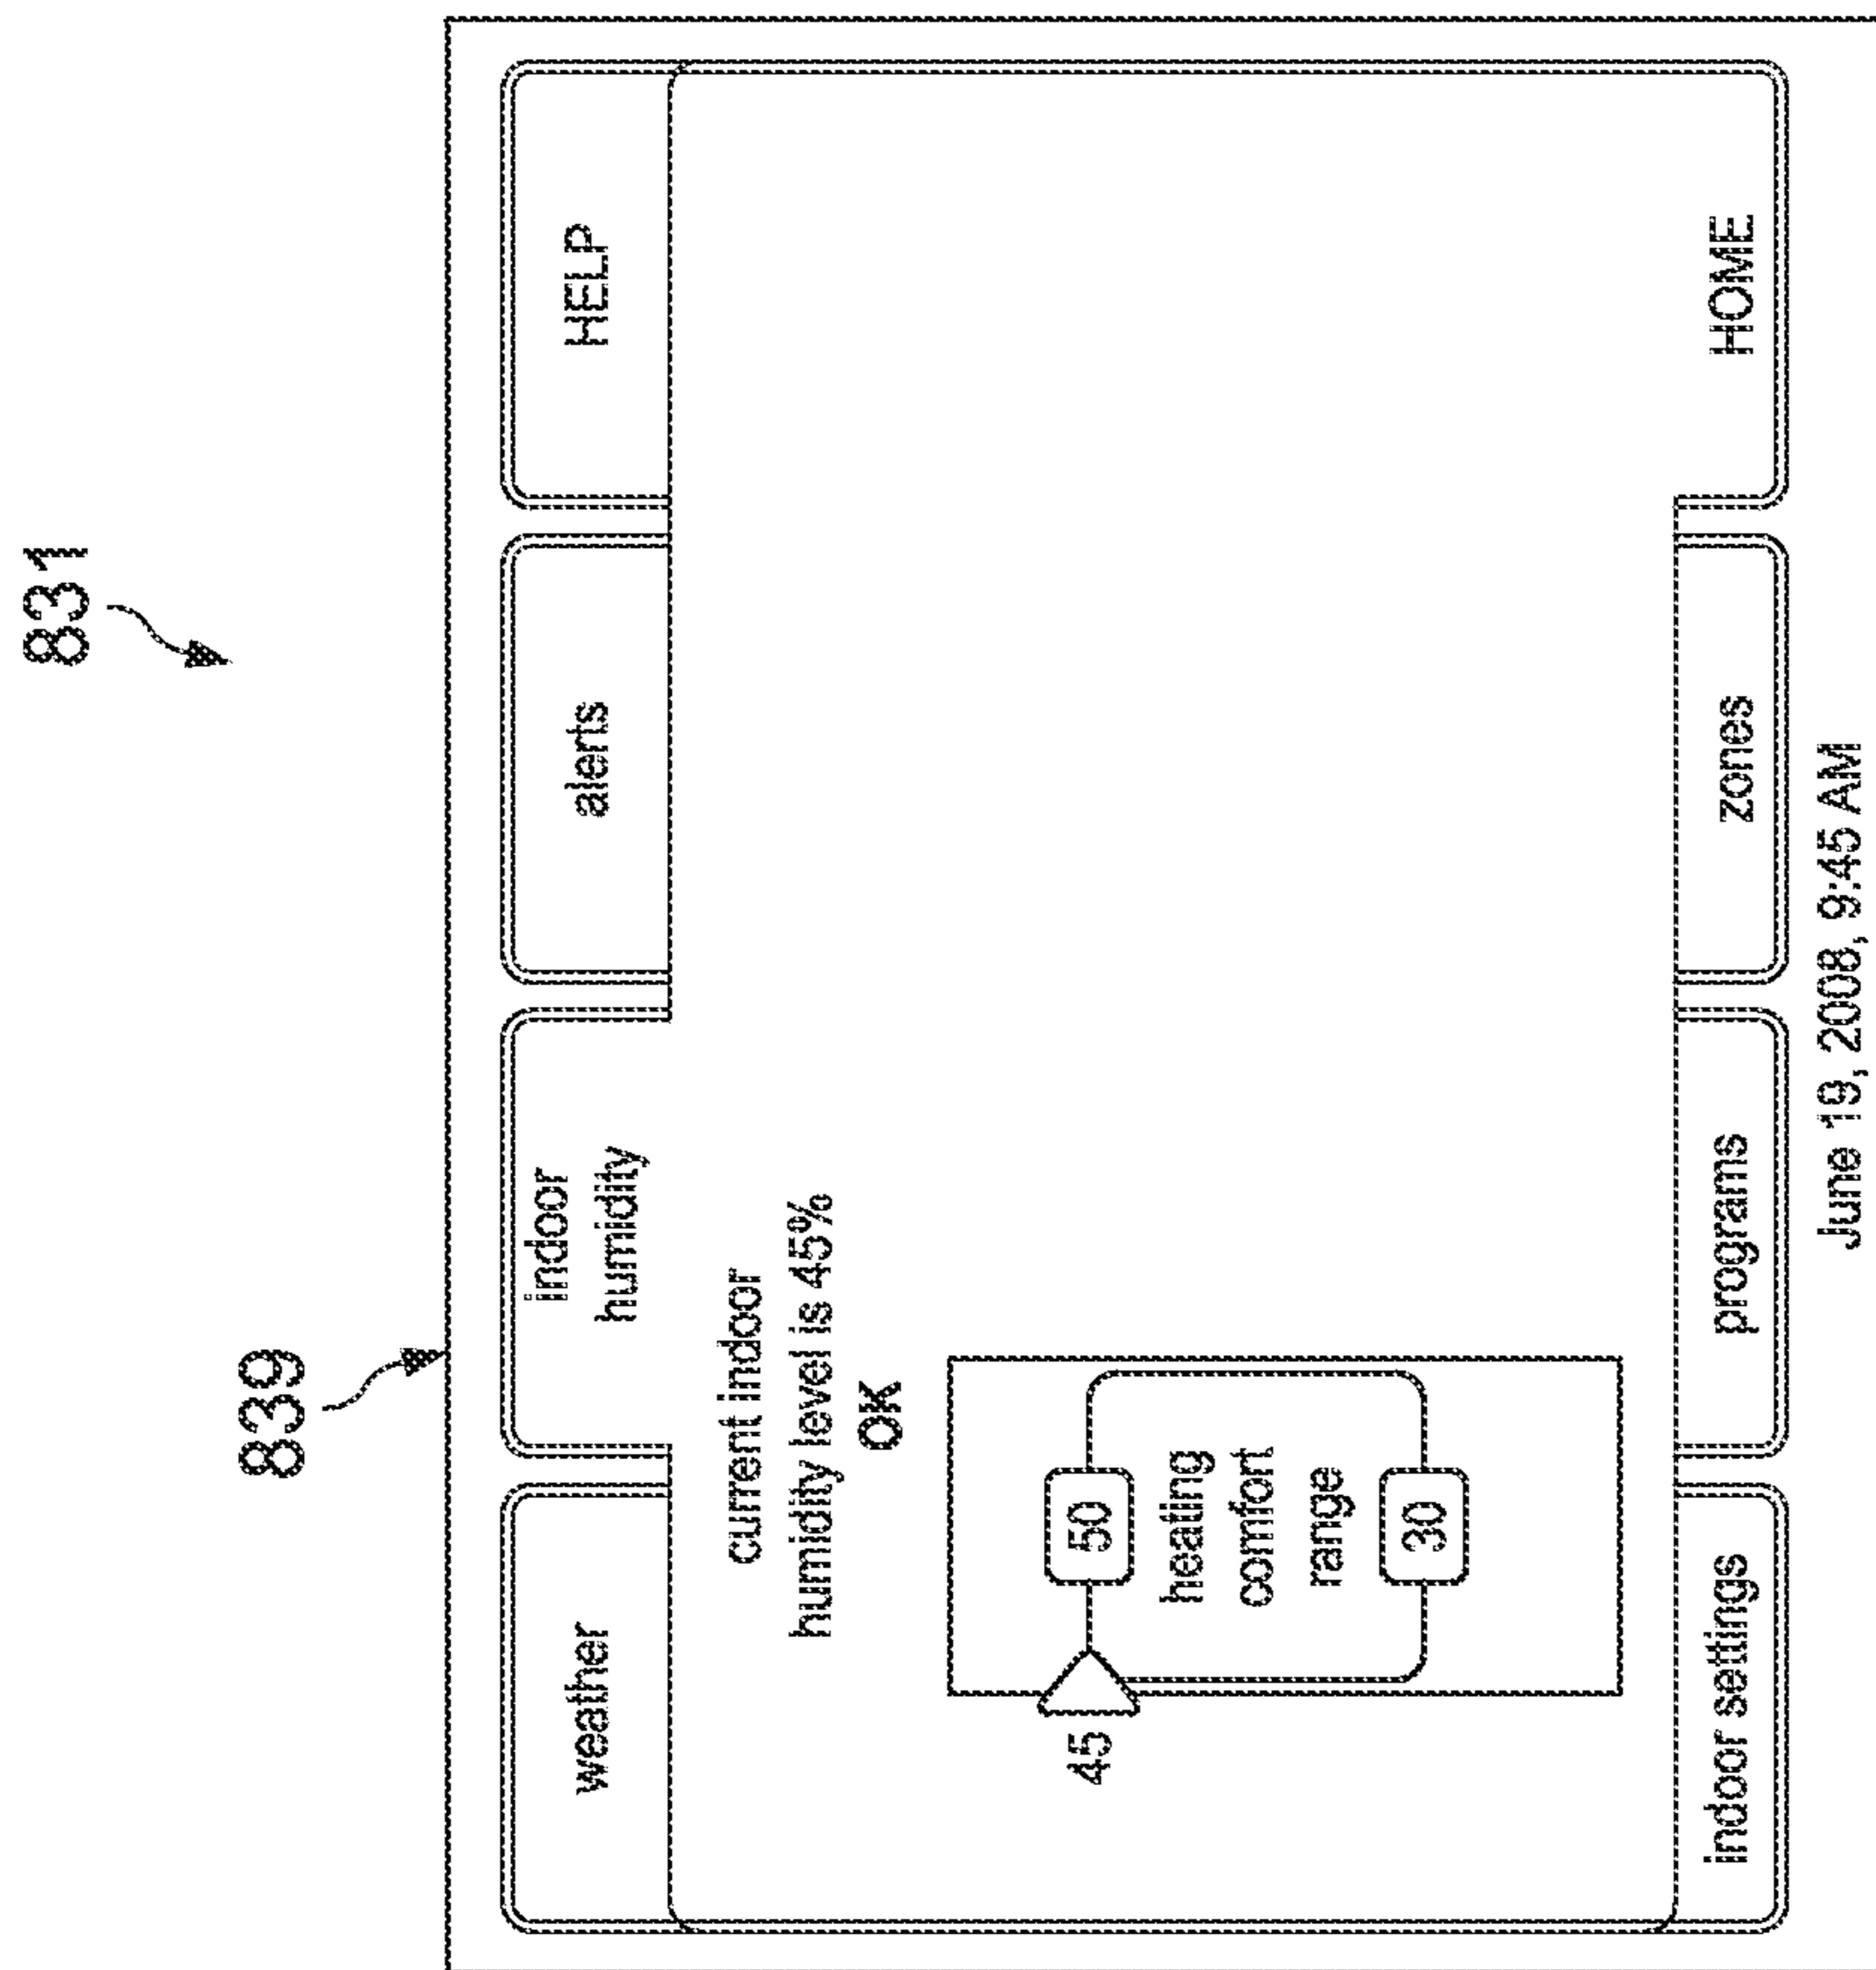 831
839
weather
indoor
humidity
alerts
HELP
current indoor
humidity level is 45%
OK
45
50
heating
comfort
range
30
indoor settings
programs
zones
HOME
June 19, 2008, 9:45 AM